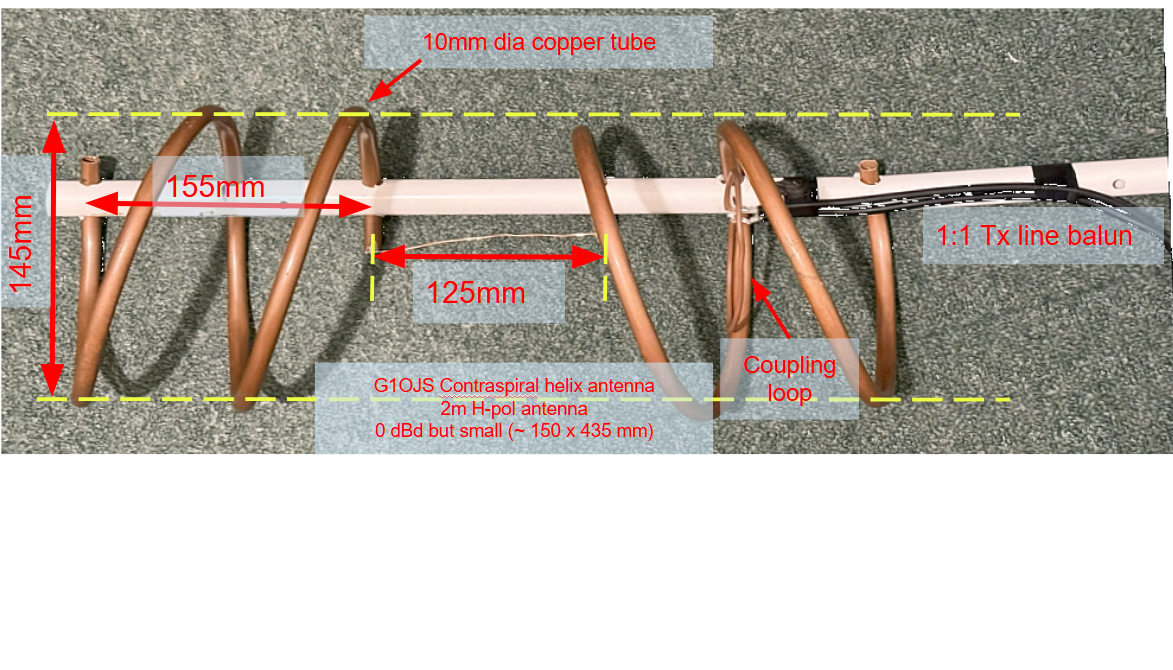 10mm dia copper tube
155mm
145mm
1:1 Tx line balun
125mm
Coupling
loop
G1OJS Contraspiral helix antenna
2m H-pol antenna
0 dBd but small (~ 150 x 435 mm)